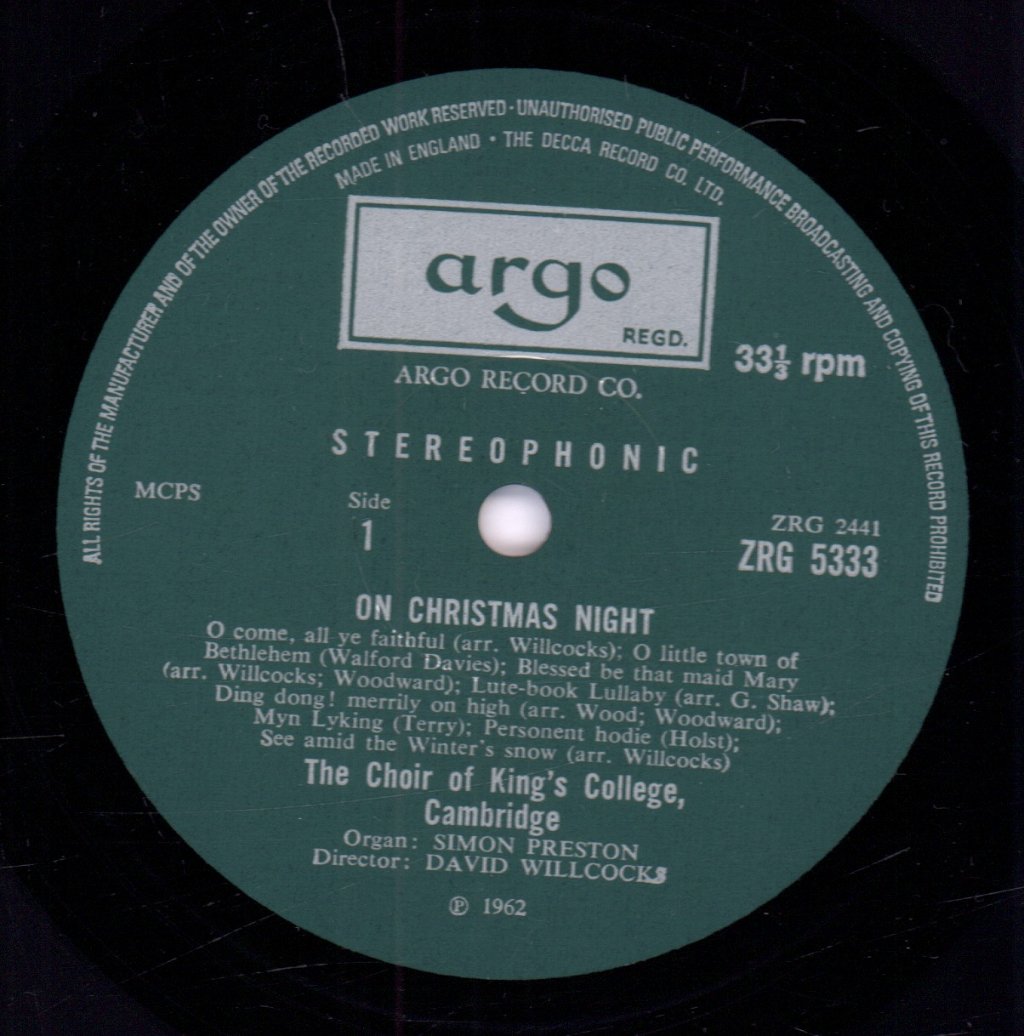 ALL RIGHTS OF THE MANUFACTURER AND OF THE OWNER OF THE RECORDED WORK RESERVED · UNAUTHORISED PUBLIC PERFORMANCE BROADCASTING AND COPYING OF THIS RECORD PROHIBITED
MADE IN ENGLAND • THE DECCA RECORD CO. LTD.
argo
REGD.
33⅓ rpm
ARGO RECORD CO.
STEREOPHONIC
MCPS
Side
1
ZRG 2441
ZRG 5333
ON CHRISTMAS NIGHT
O come, all ye faithful (arr. Willcocks); O little town of
Bethlehem (Walford Davies); Blessed be that maid Mary
(arr. Willcocks; Woodward); Lute-book Lullaby (arr. G. Shaw);
Ding dong! merrily on high (arr. Wood; Woodward);
Myn Lyking (Terry); Personent hodie (Holst);
See amid the Winter's snow (arr. Willcocks)
The Choir of King's College,
Cambridge
Organ: SIMON PRESTON
Director: DAVID WILLCOCKS
Ⓟ 1962